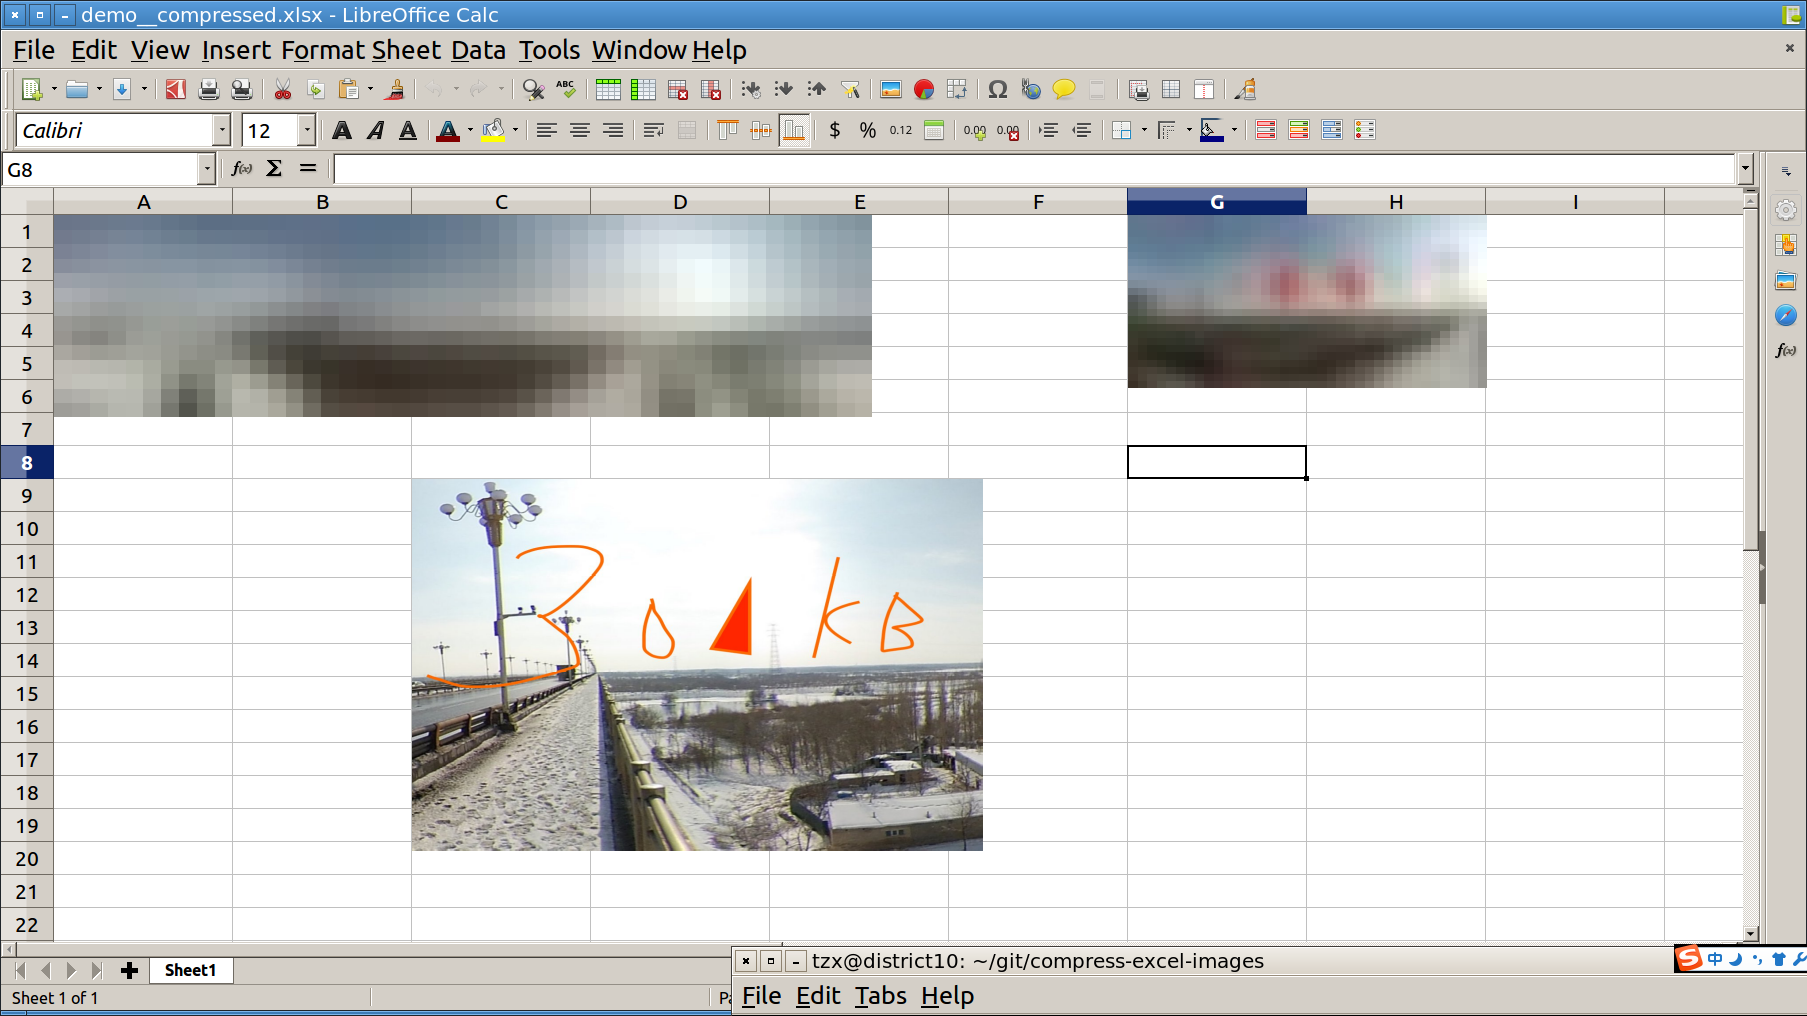 demo__compressed.xlsx - LibreOffice Calc
File Edit View Insert Format Sheet Data Tools Window Help
ABC
Ω
Calibri 12 A A A A $ % 0.12 0.00 0.00
G8 f(x) Σ =
A B C D E F G H I
1
2
3
4
5
6
7
8
9
10
11
12
13
14
15
16
17
18
19
20
21
22
30 KB
f(x)
Sheet1
Sheet 1 of 1
tzx@district10: ~/git/compress-excel-images
S 中
File Edit Tabs Help